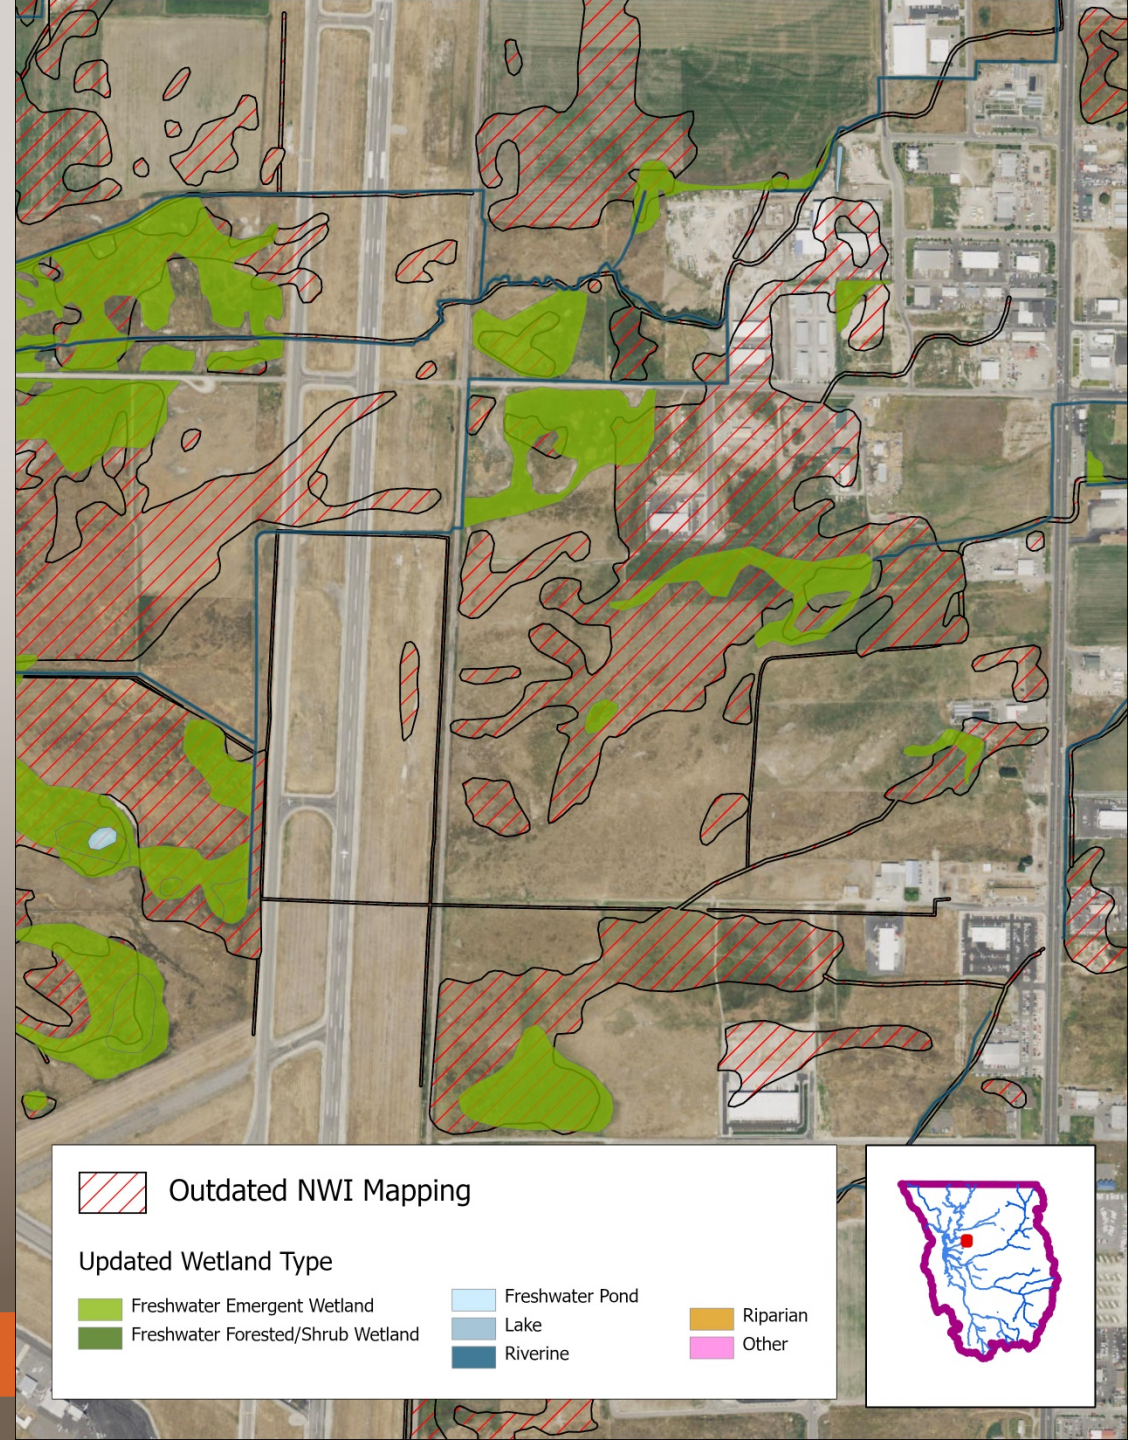 Outdated NWI Mapping
Updated Wetland Type
Freshwater Emergent Wetland
Freshwater Forested/Shrub Wetland
Freshwater Pond
Lake
Riverine
Riparian
Other